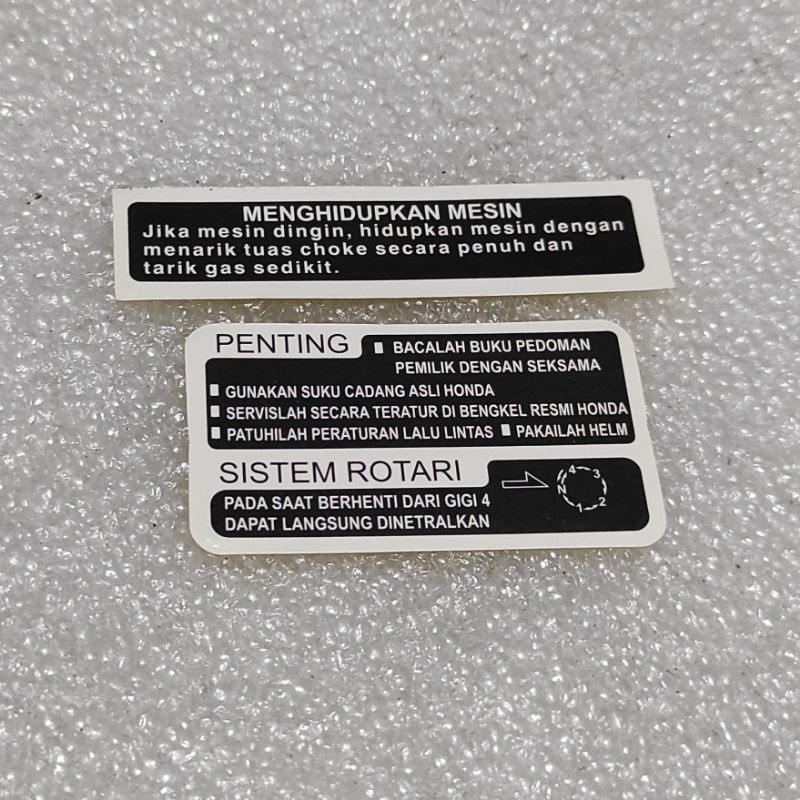 MENGHIDUPKAN MESIN
Jika mesin dingin, hidupkan mesin dengan
menarik tuas choke secara penuh dan
tarik gas sedikit.
PENTING
BACALAH BUKU PEDOMAN
PEMILIK DENGAN SEKSAMA
GUNAKAN SUKU CADANG ASLI HONDA
SERVISLAH SECARA TERATUR DI BENGKEL RESMI HONDA
PATUHILAH PERATURAN LALU LINTAS PAKAILAH HELM
SISTEM ROTARI
PADA SAAT BERHENTI DARI GIGI 4
DAPAT LANGSUNG DINETRALKAN
N 1 2 3 4